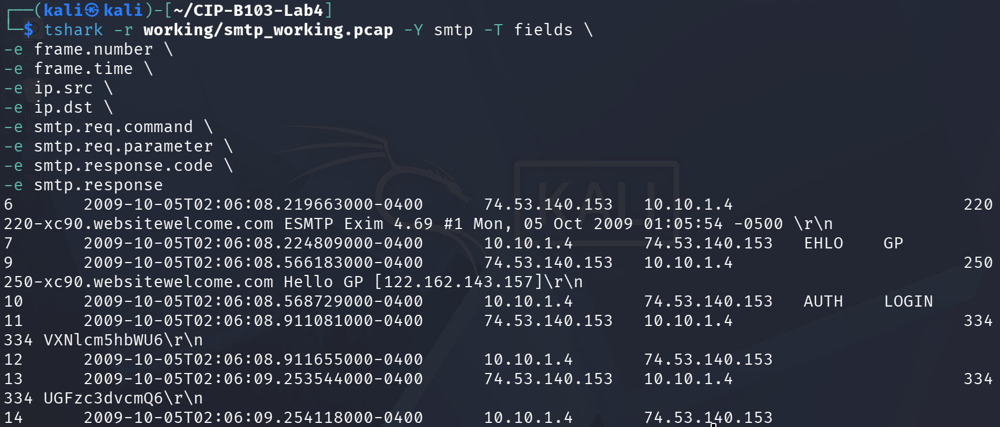 ┌──(kali㉿kali)-[~/CIP-B103-Lab4]
└─$ tshark -r working/smtp_working.pcap -Y smtp -T fields \
-e frame.number \
-e frame.time \
-e ip.src \
-e ip.dst \
-e smtp.req.command \
-e smtp.req.parameter \
-e smtp.response.code \
-e smtp.response
6 2009-10-05T02:06:08.219663000-0400 74.53.140.153 10.10.1.4 220
220-xc90.websitewelcome.com ESMTP Exim 4.69 #1 Mon, 05 Oct 2009 01:05:54 -0500 \r\n
7 2009-10-05T02:06:08.224809000-0400 10.10.1.4 74.53.140.153 EHLO GP
9 2009-10-05T02:06:08.566183000-0400 74.53.140.153 10.10.1.4 250
250-xc90.websitewelcome.com Hello GP [122.162.143.157]\r\n
10 2009-10-05T02:06:08.568729000-0400 10.10.1.4 74.53.140.153 AUTH LOGIN
11 2009-10-05T02:06:08.911081000-0400 74.53.140.153 10.10.1.4 334
334 VXNlcm5hbWU6\r\n
12 2009-10-05T02:06:08.911655000-0400 10.10.1.4 74.53.140.153
13 2009-10-05T02:06:09.253544000-0400 74.53.140.153 10.10.1.4 334
334 UGFzc3dvcmQ6\r\n
14 2009-10-05T02:06:09.254118000-0400 10.10.1.4 74.53.140.153
KALI